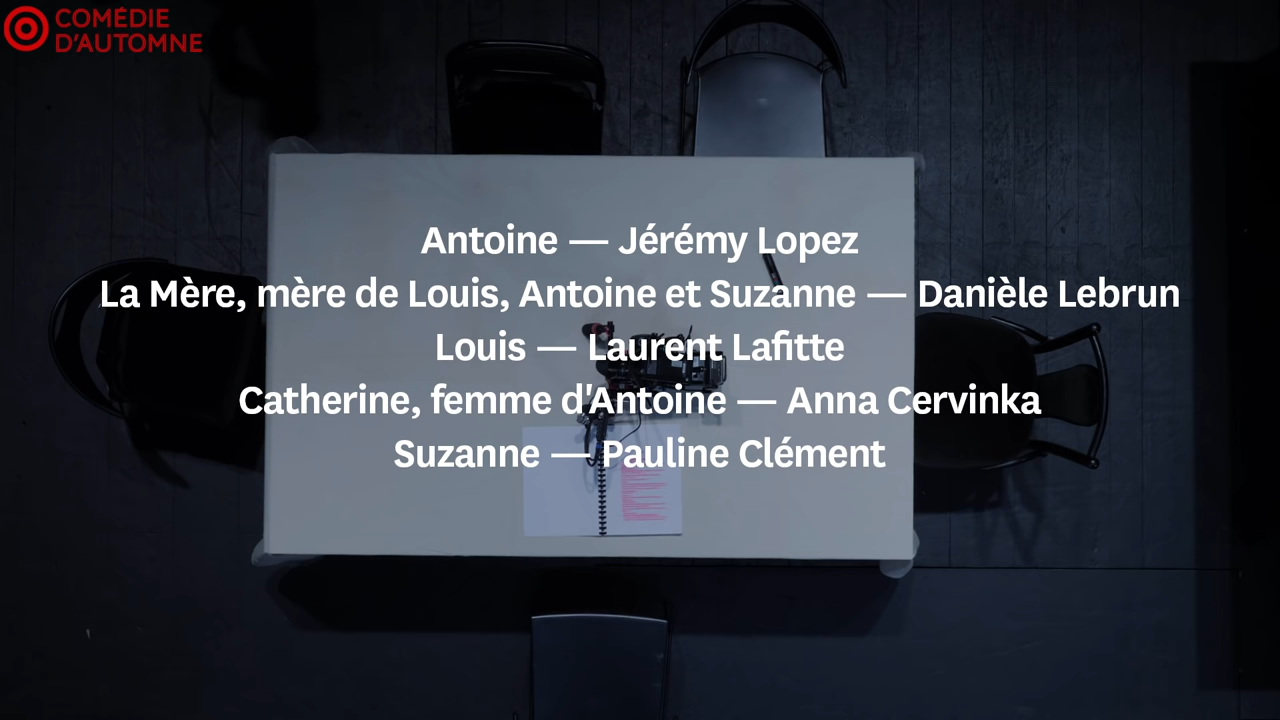 COMÉDIE
D'AUTOMNE
Antoine — Jérémy Lopez
La Mère, mère de Louis, Antoine et Suzanne — Danièle Lebrun
Louis — Laurent Lafitte
Catherine, femme d'Antoine — Anna Cervinka
Suzanne — Pauline Clément